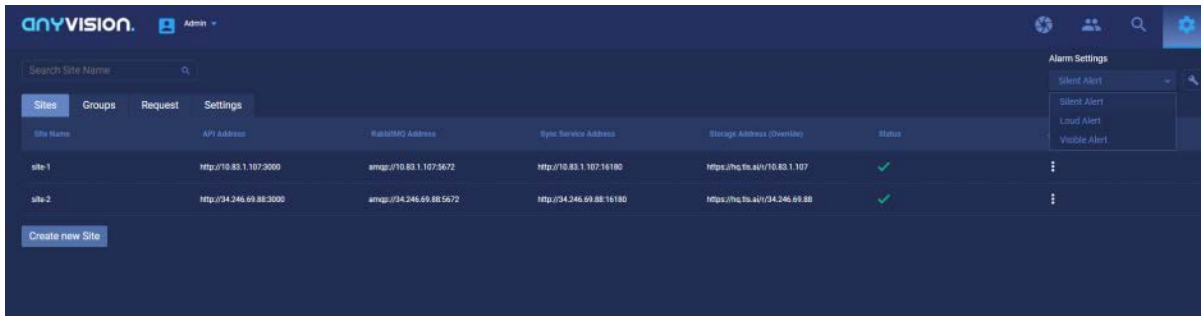 anyvision.
Admin
Alarm Settings
Search Site Name
Silent Alert
Silent Alert
Loud Alert
Visible Alert
Sites Groups Request Settings
Site Name API Address RabbitMQ Address Sync Service Address Storage Address (Override) Status
site-1 http://10.83.1.107:3000 amqp://10.83.1.107:5672 http://10.83.1.107:16180 https://hq.tis.ai/r/10.83.1.107
site-2 http://34.246.69.88:3000 amqp://34.246.69.88:5672 http://34.246.69.88:16180 https://hq.tis.ai/r/34.246.69.88
Create new Site